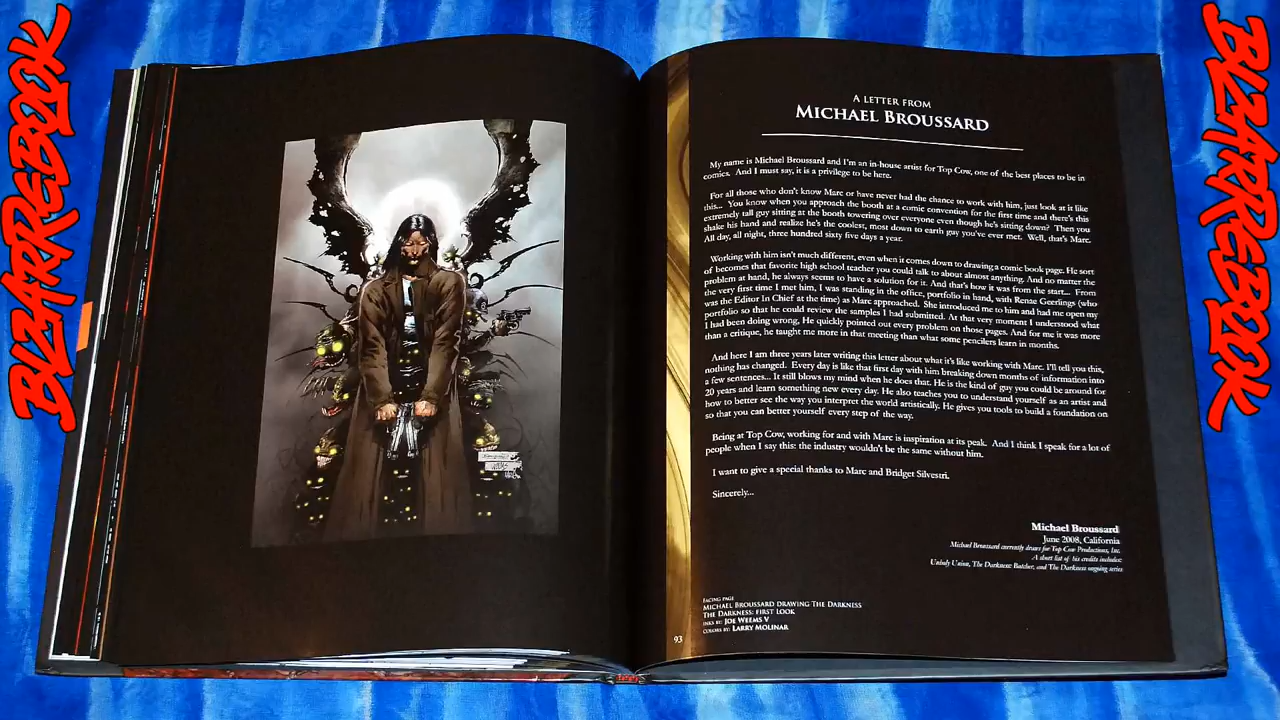 BIZARREBOOK
A LETTER FROM
MICHAEL BROUSSARD
My name is Michael Broussard and I'm an in-house artist for Top Cow, one of the best places to be in
comics. And I must say, it is a privilege to be here.
For all those who don't know Marc or have never had the chance to work with him, just look at it like
this... You know when you approach the booth at a comic convention for the first time and there's this
extremely tall guy sitting at the booth towering over everyone even though he's sitting down? Then you
shake his hand and realize he's the coolest, most down to earth guy you've ever met. Well, that's Marc.
All day, all night, three hundred sixty five days a year.
Working with him isn't much different, even when it comes down to drawing a comic book page. He sort
of becomes that favorite high school teacher you could talk to about almost anything. And no matter the
problem at hand, he always seems to have a solution for it. And that's how it was from the start... From
the very first time I met him, I was standing in the office, portfolio in hand, with Renae Geerlings (who
was the Editor In Chief at the time) as Marc approached. She introduced me to him and had me open my
portfolio so that he could review the samples I had submitted. At that very moment I understood what
I had been doing wrong. He quickly pointed out every problem on those pages. And for me it was more
than a critique, he taught me more in that meeting than what some pencilers learn in months.
And here I am three years later writing this letter about what it's like working with Marc. I'll tell you this,
nothing has changed. Every day is like that first day with him breaking down months of information into
a few sentences... It still blows my mind when he does that. He is the kind of guy you could be around for
20 years and learn something new every day. He also teaches you to understand yourself as an artist and
how to better see the way you interpret the world artistically. He gives you tools to build a foundation on
so that you can better yourself every step of the way.
Being at Top Cow, working for and with Marc is inspiration at its peak. And I think I speak for a lot of
people when I say this: the industry wouldn't be the same without him.
I want to give a special thanks to Marc and Bridget Silvestri.
Sincerely...
Michael Broussard
June 2008, California
Michael Broussard currently draws for Top Cow Productions, Inc.
A short list of his credits includes:
Unholy Union, The Darkness: Butcher, and The Darkness ongoing series
FACING PAGE
MICHAEL BROUSSARD DRAWING THE DARKNESS
THE DARKNESS: FIRST LOOK
INKS BY: JOE WEEMS V
COLORS BY: LARRY MOLINAR
93
BIZARREBOOK